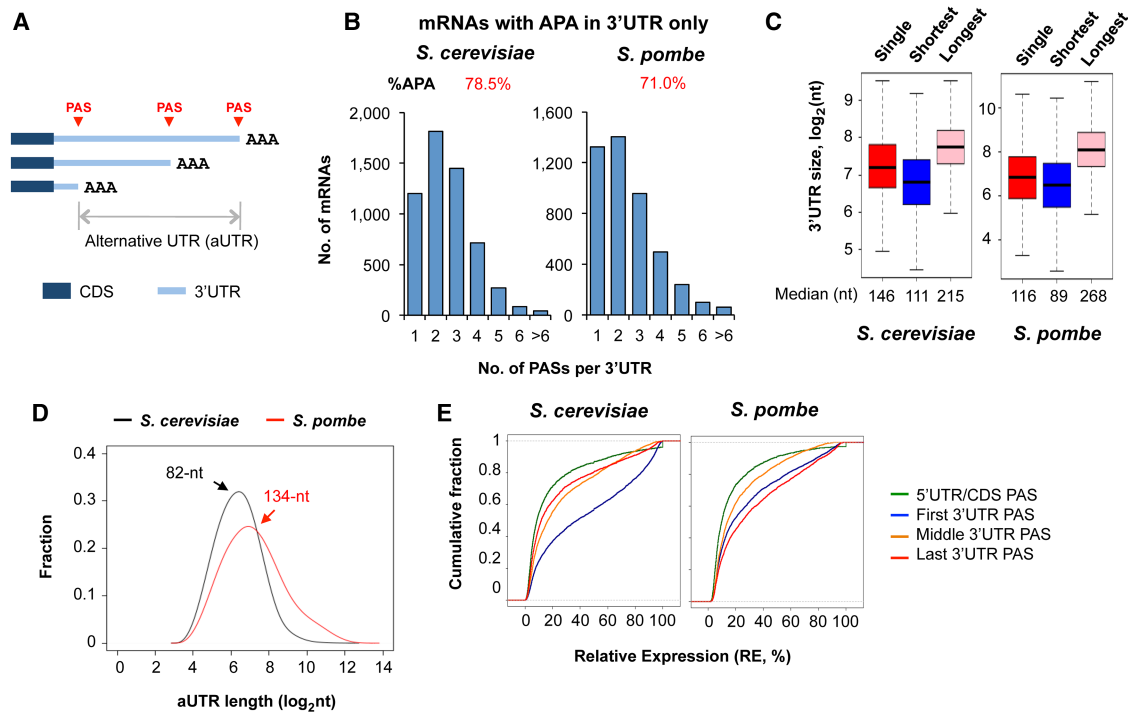 A
PAS PAS PAS
AAA
AAA
AAA
Alternative UTR (aUTR)
CDS 3'UTR
B
mRNAs with APA in 3'UTR only
S. cerevisiae S. pombe
%APA 78.5% 71.0%
No. of mRNAs
2,000
1,500
1,000
500
0
1 2 3 4 5 6 >6
1,600
1,200
800
400
0
1 2 3 4 5 6 >6
No. of PASs per 3'UTR
C
Single Shortest Longest Single Shortest Longest
3'UTR size, log2(nt)
9
8
7
6
5
10
8
6
4
Median (nt) 146 111 215 116 89 268
S. cerevisiae S. pombe
D
S. cerevisiae S. pombe
Fraction
0.4
0.3
0.2
0.1
0
82-nt
134-nt
0 2 4 6 8 10 12 14
aUTR length (log2nt)
E
S. cerevisiae S. pombe
Cumulative fraction
1
0.8
0.6
0.4
0.2
0
0 20 40 60 80 100
0 20 40 60 80 100
Relative Expression (RE, %)
5'UTR/CDS PAS
First 3'UTR PAS
Middle 3'UTR PAS
Last 3'UTR PAS